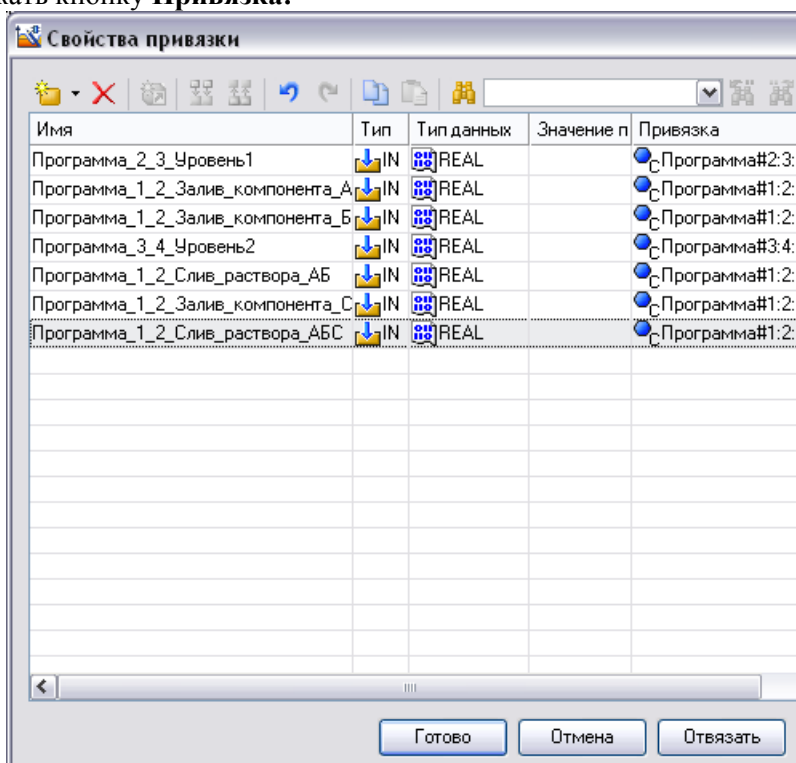 кнопку Привязка.
Свойства привязки
Имя Тип Тип данных Значение п Привязка
Программа_2_3_Уровень1 IN REAL Программа#2:3:
Программа_1_2_Залив_компонента_А IN REAL Программа#1:2:
Программа_1_2_Залив_компонента_Б IN REAL Программа#1:2:
Программа_3_4_Уровень2 IN REAL Программа#3:4:
Программа_1_2_Слив_раствора_АБ IN REAL Программа#1:2:
Программа_1_2_Залив_компонента_С IN REAL Программа#1:2:
Программа_1_2_Слив_раствора_АБС IN REAL Программа#1:2:
Готово Отмена Отвязать